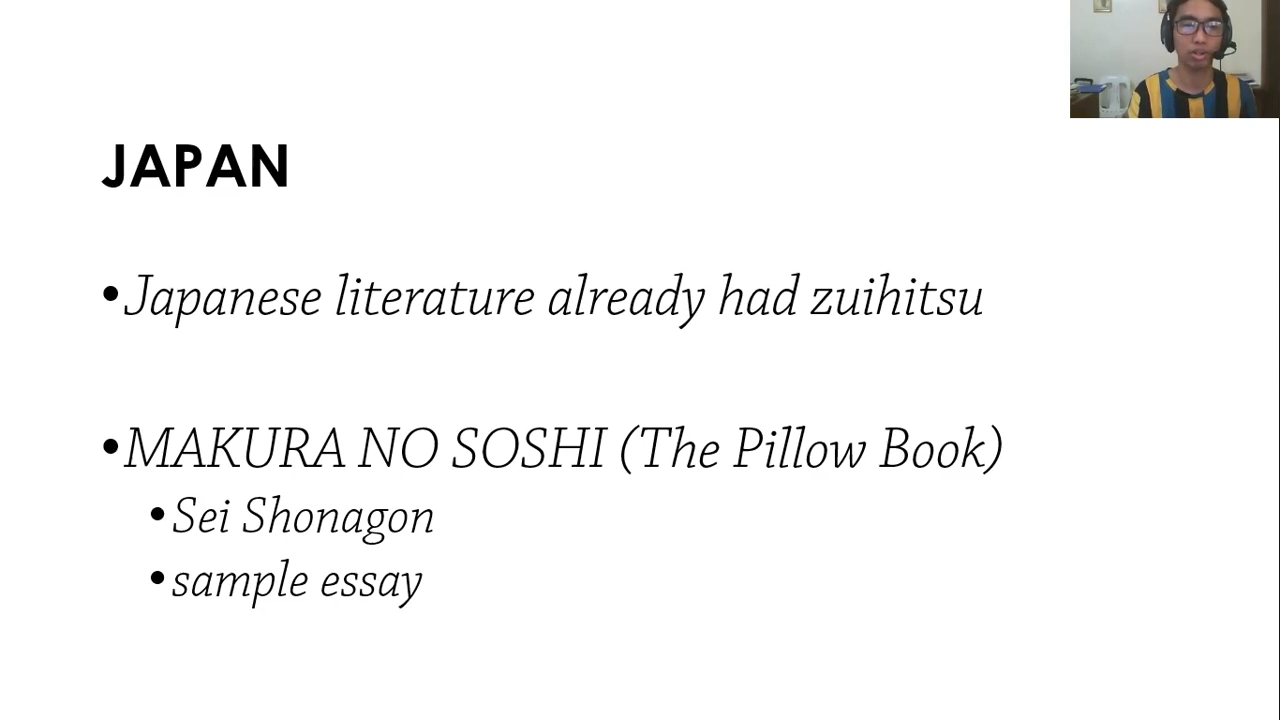 JAPAN
•Japanese literature already had zuihitsu
•MAKURA NO SOSHI (The Pillow Book)
•Sei Shonagon
•sample essay